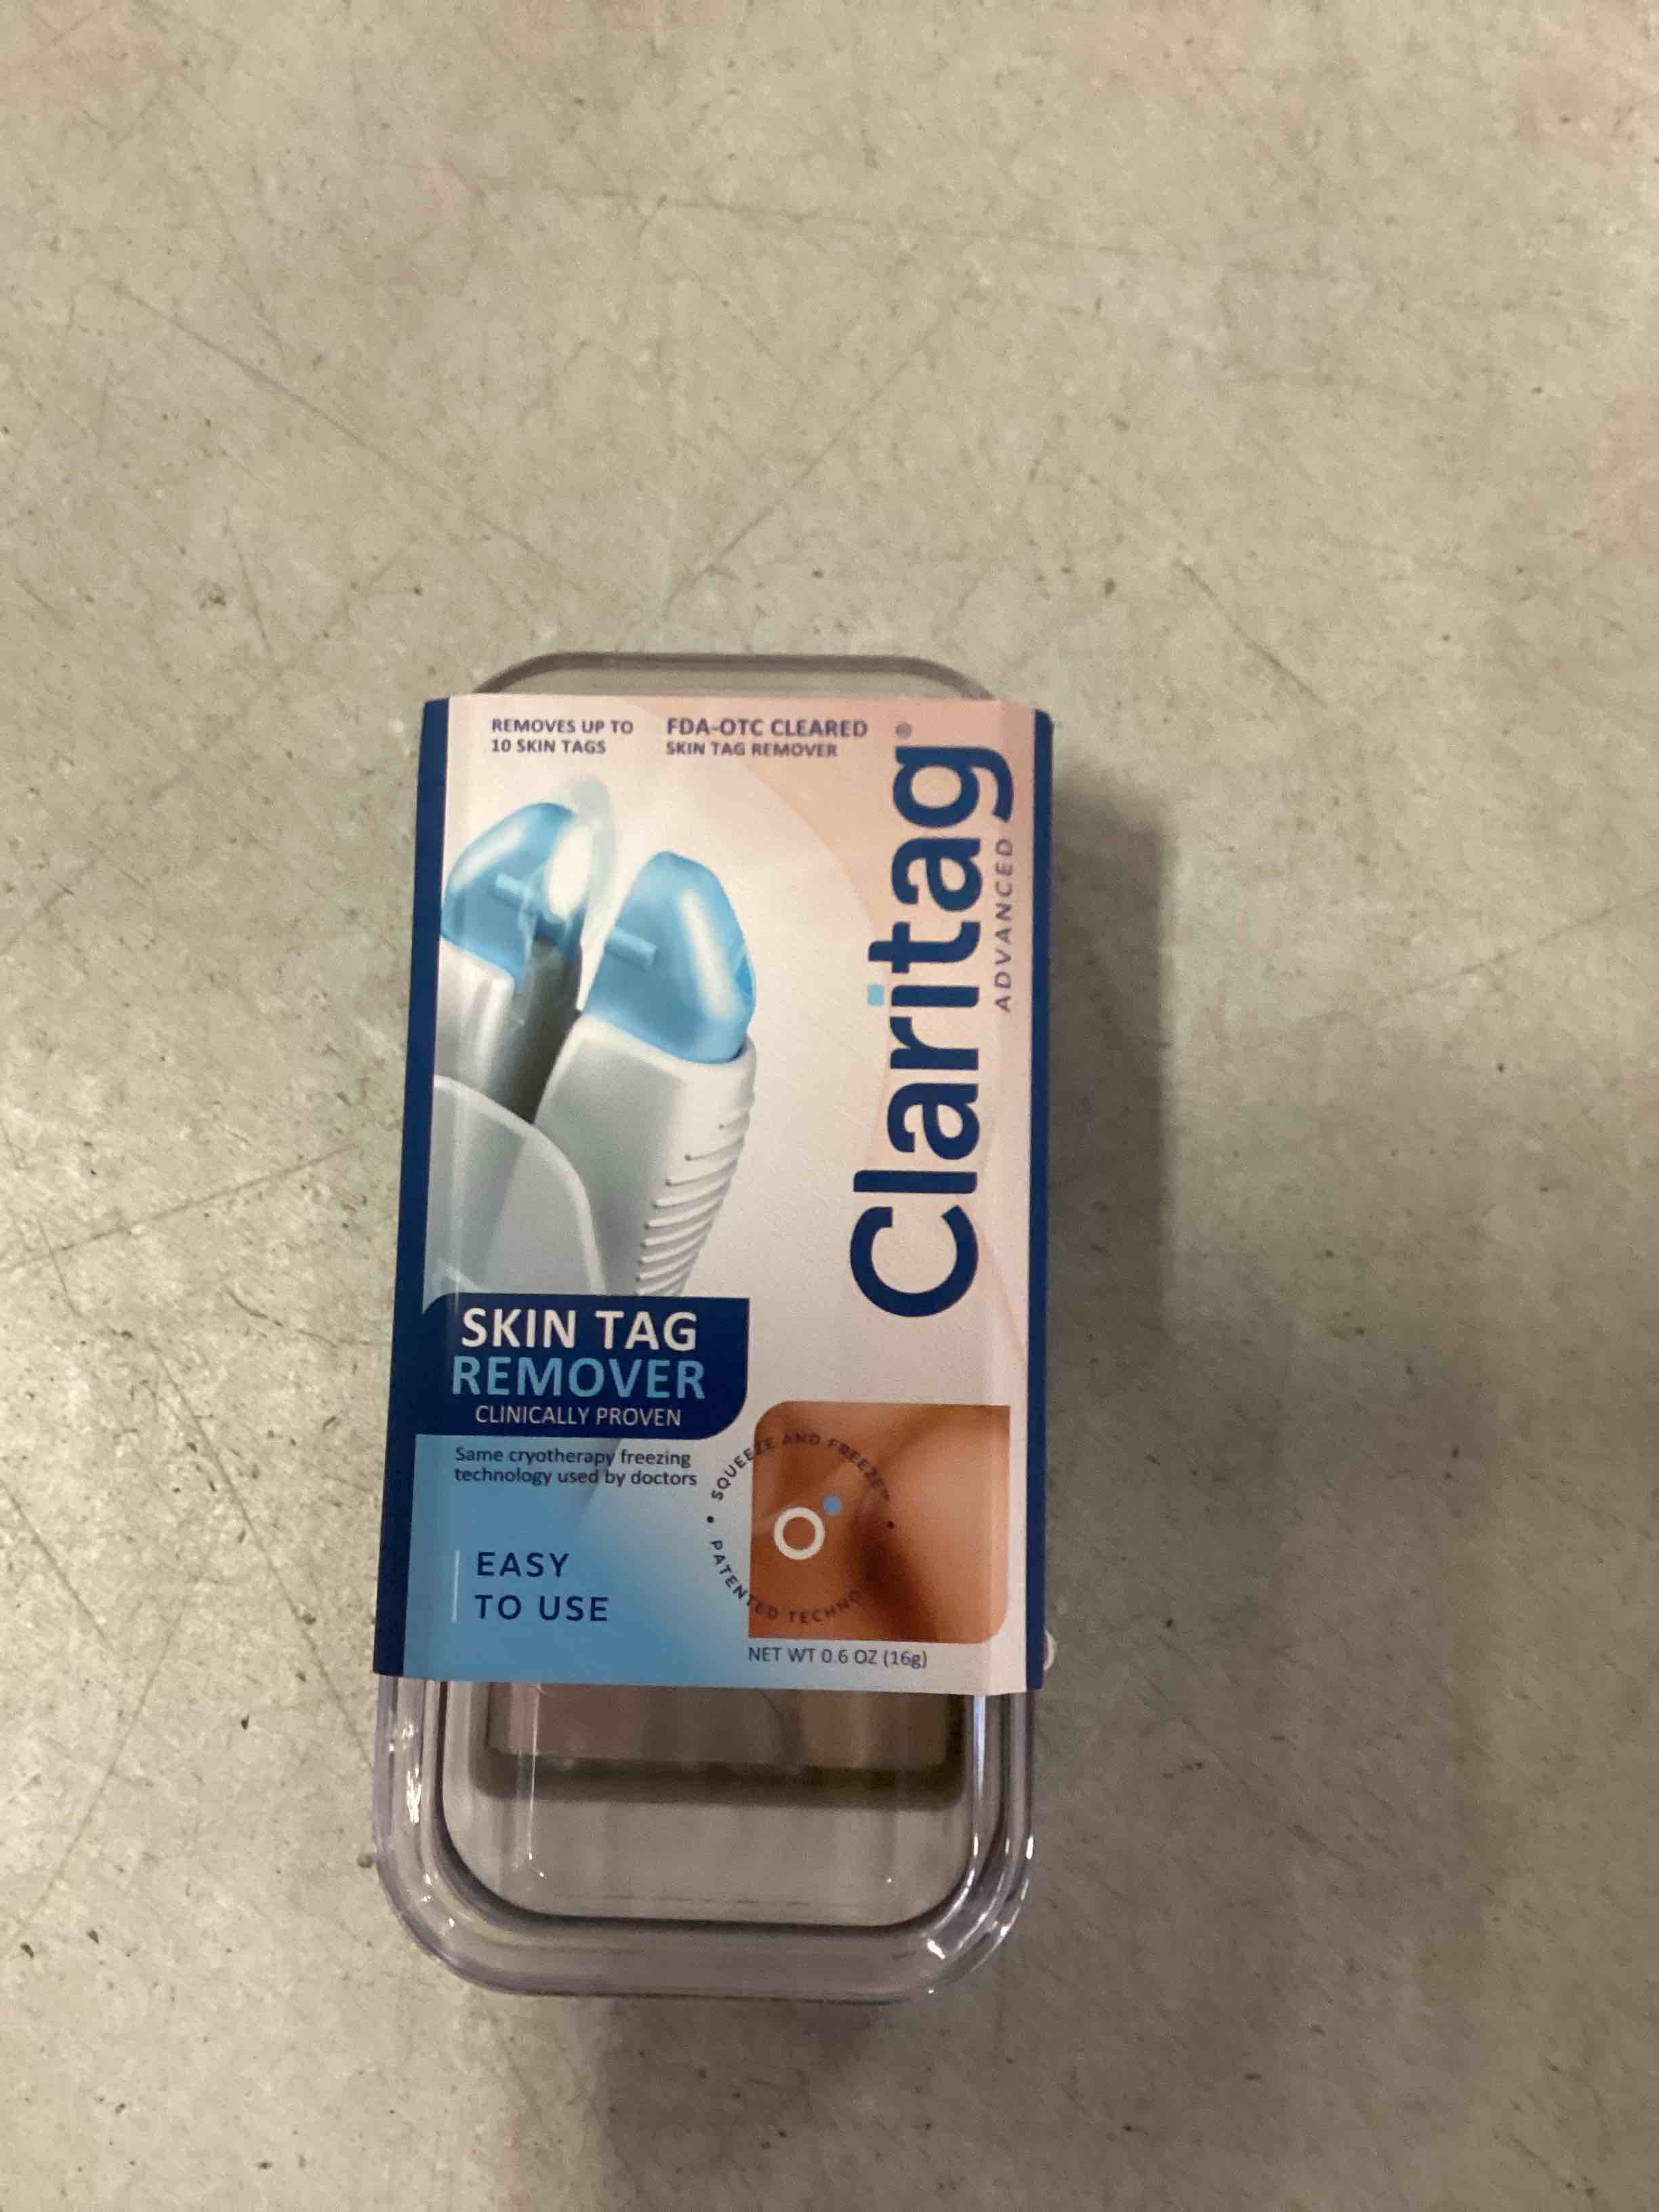 REMOVES UP TO
10 SKIN TAGS
FDA-OTC CLEARED
SKIN TAG REMOVER
Claritag®
ADVANCED
SKIN TAG
REMOVER
CLINICALLY PROVEN
Same cryotherapy freezing
technology used by doctors
SQUEEZE AND FREEZE
PATENTED
EASY
TO USE
NET WT 0.6 OZ (16g)